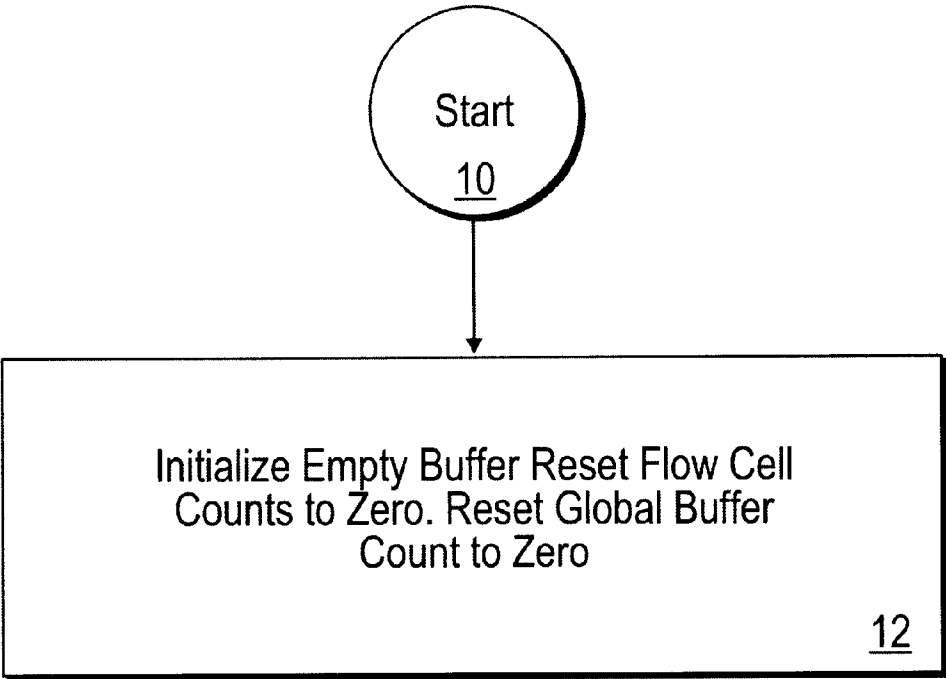 Start
10
Initialize Empty Buffer Reset Flow Cell
Counts to Zero. Reset Global Buffer
Count to Zero
12